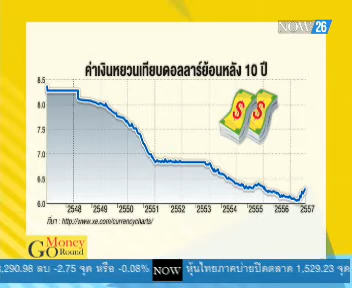 NOW 26
ค่าเงินหยวนเทียบดอลลาร์ย้อนหลัง 10 ปี
8.5
8.0
7.5
7.0
6.5
6.0
2548 2549 2550 2551 2552 2553 2554 2555 2556 2557
ที่มา : http://www.xe.com/currencycharts/
Money
GO Round
,290.98 ลบ -2.75 จุด หรือ -0.08% NOW หุ้นไทยภาคบ่ายปิดตลาด 1,529.23 จุด